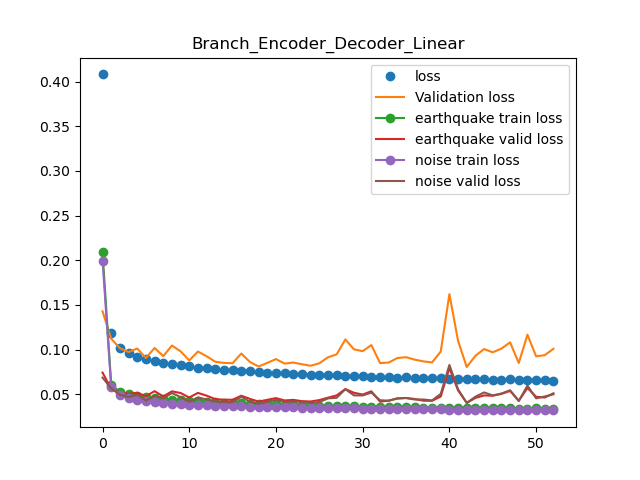 Branch_Encoder_Decoder_Linear
loss
Validation loss
earthquake train loss
earthquake valid loss
noise train loss
noise valid loss
0.40
0.35
0.30
0.25
0.20
0.15
0.10
0.05
0 10 20 30 40 50